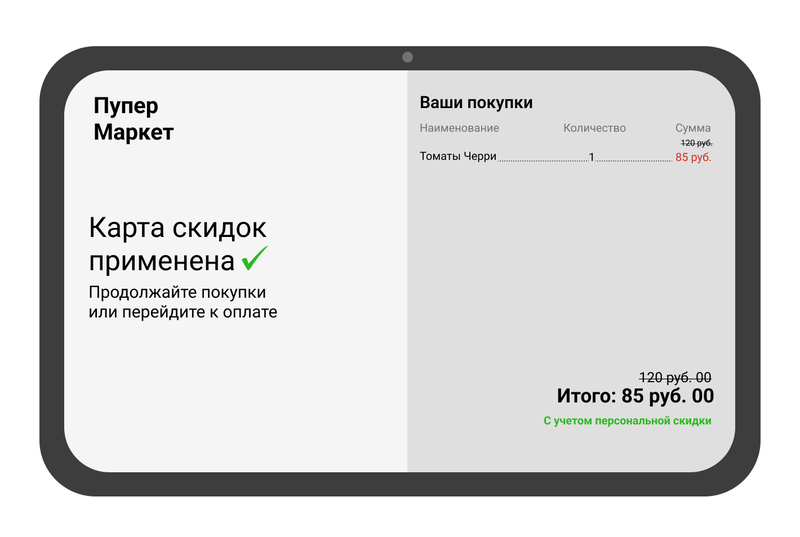 Пупер
Маркет
Карта скидок
применена
Продолжайте покупки
или перейдите к оплате
Ваши покупки
Наименование Количество Сумма
120 руб.
Томаты Черри 1 85 руб.
120 руб. 00
Итого: 85 руб. 00
С учетом персональной скидки